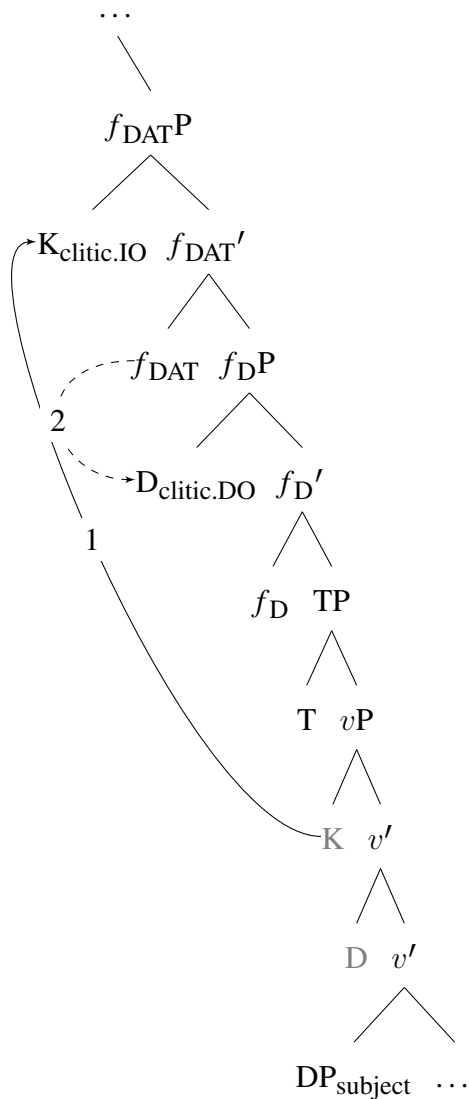 …
f_DAT P
K_clitic.IO f_DAT′
f_DAT f_D P
2
D_clitic.DO f_D′
1
f_D TP
T vP
K v′
D v′
DP_subject …